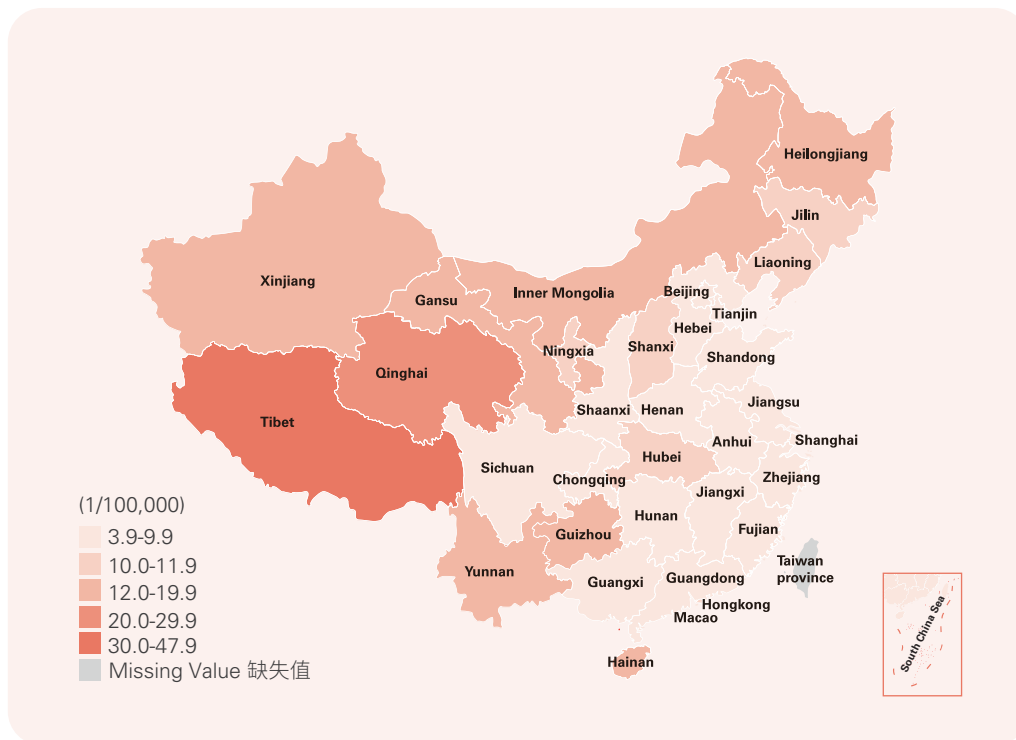 Heilongjiang
Jilin
Liaoning
Xinjiang
Gansu
Inner Mongolia
Beijing
Tianjin
Hebei
Ningxia
Shanxi
Shandong
Qinghai
Shaanxi
Henan
Jiangsu
Tibet
Anhui
Shanghai
Hubei
Sichuan
Chongqing
Zhejiang
Jiangxi
Hunan
Fujian
Guizhou
Yunnan
Guangxi
Guangdong
Taiwan
province
Hongkong
Macao
Hainan
South China Sea
(1/100,000)
3.9-9.9
10.0-11.9
12.0-19.9
20.0-29.9
30.0-47.9
Missing Value 缺失值